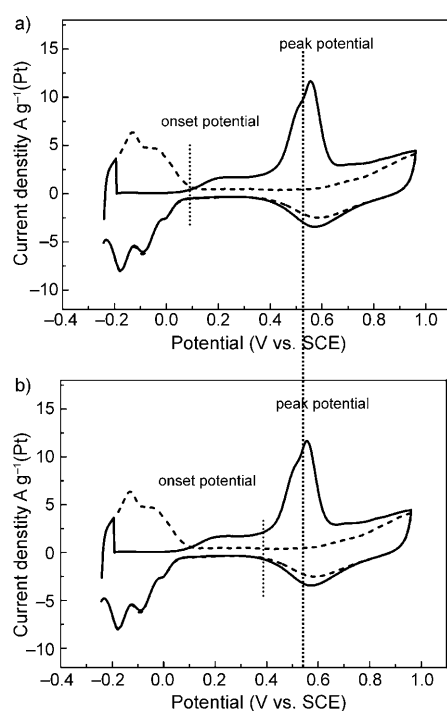 a)
peak potential
onset potential
Current denstity A g⁻¹(Pt)
15
10
5
0
−5
−10
−0.4 −0.2 0.0 0.2 0.4 0.6 0.8 1.0
Potential (V vs. SCE)
b)
peak potential
onset potential
Current denstity A g⁻¹(Pt)
15
10
5
0
−5
−10
−0.4 −0.2 0.0 0.2 0.4 0.6 0.8 1.0
Potential (V vs. SCE)